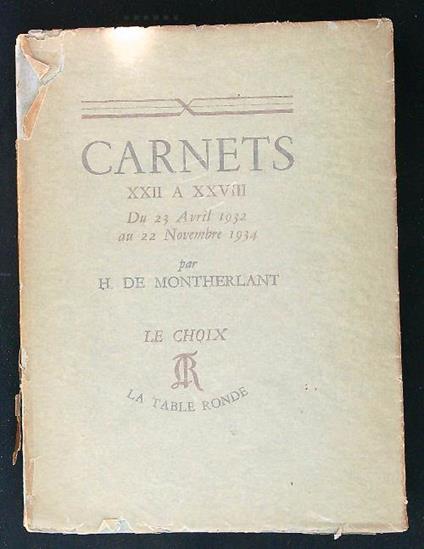 CARNETS
XXII A XXVIII
Du 23 Avril 1932
au 22 Novembre 1934
par
H. DE MONTHERLANT
LE CHOIX
TR
LA TABLE RONDE